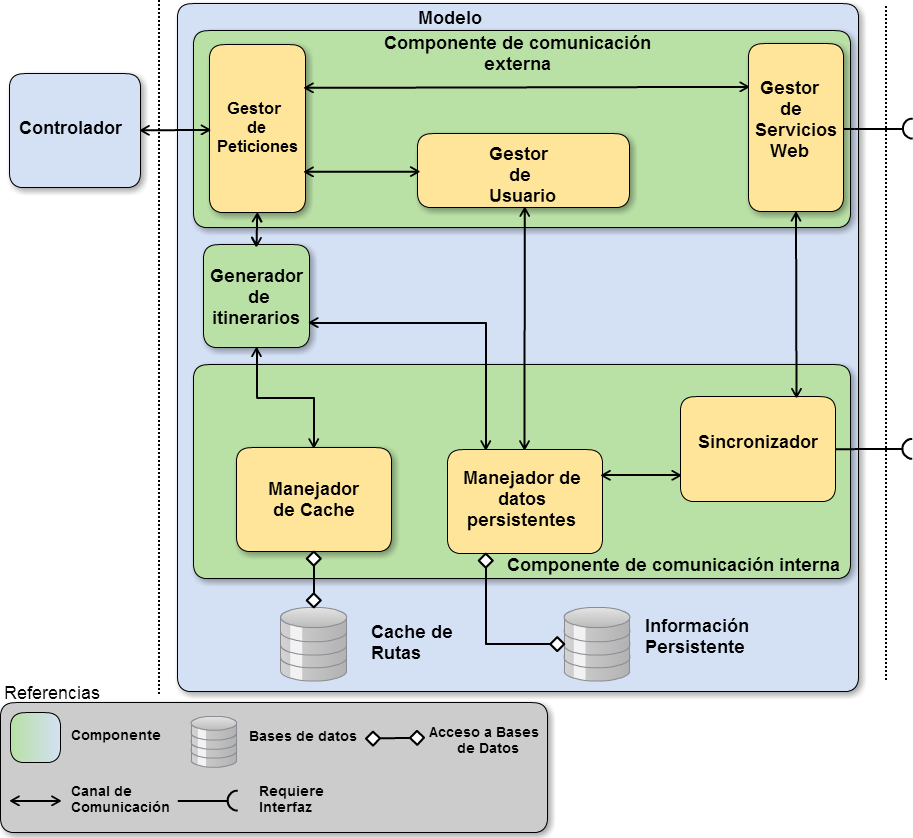 Modelo
Componente de comunicación
externa
Gestor
de
Peticiones
Gestor
de
Servicios
Web
Controlador
Gestor
de
Usuario
Generador
de
itinerarios
Sincronizador
Manejador
de Cache
Manejador de
datos
persistentes
Componente de comunicación interna
Cache de
Rutas
Información
Persistente
Referencias
Componente
Bases de datos
Acceso a Bases
de Datos
Canal de
Comunicación
Requiere
Interfaz